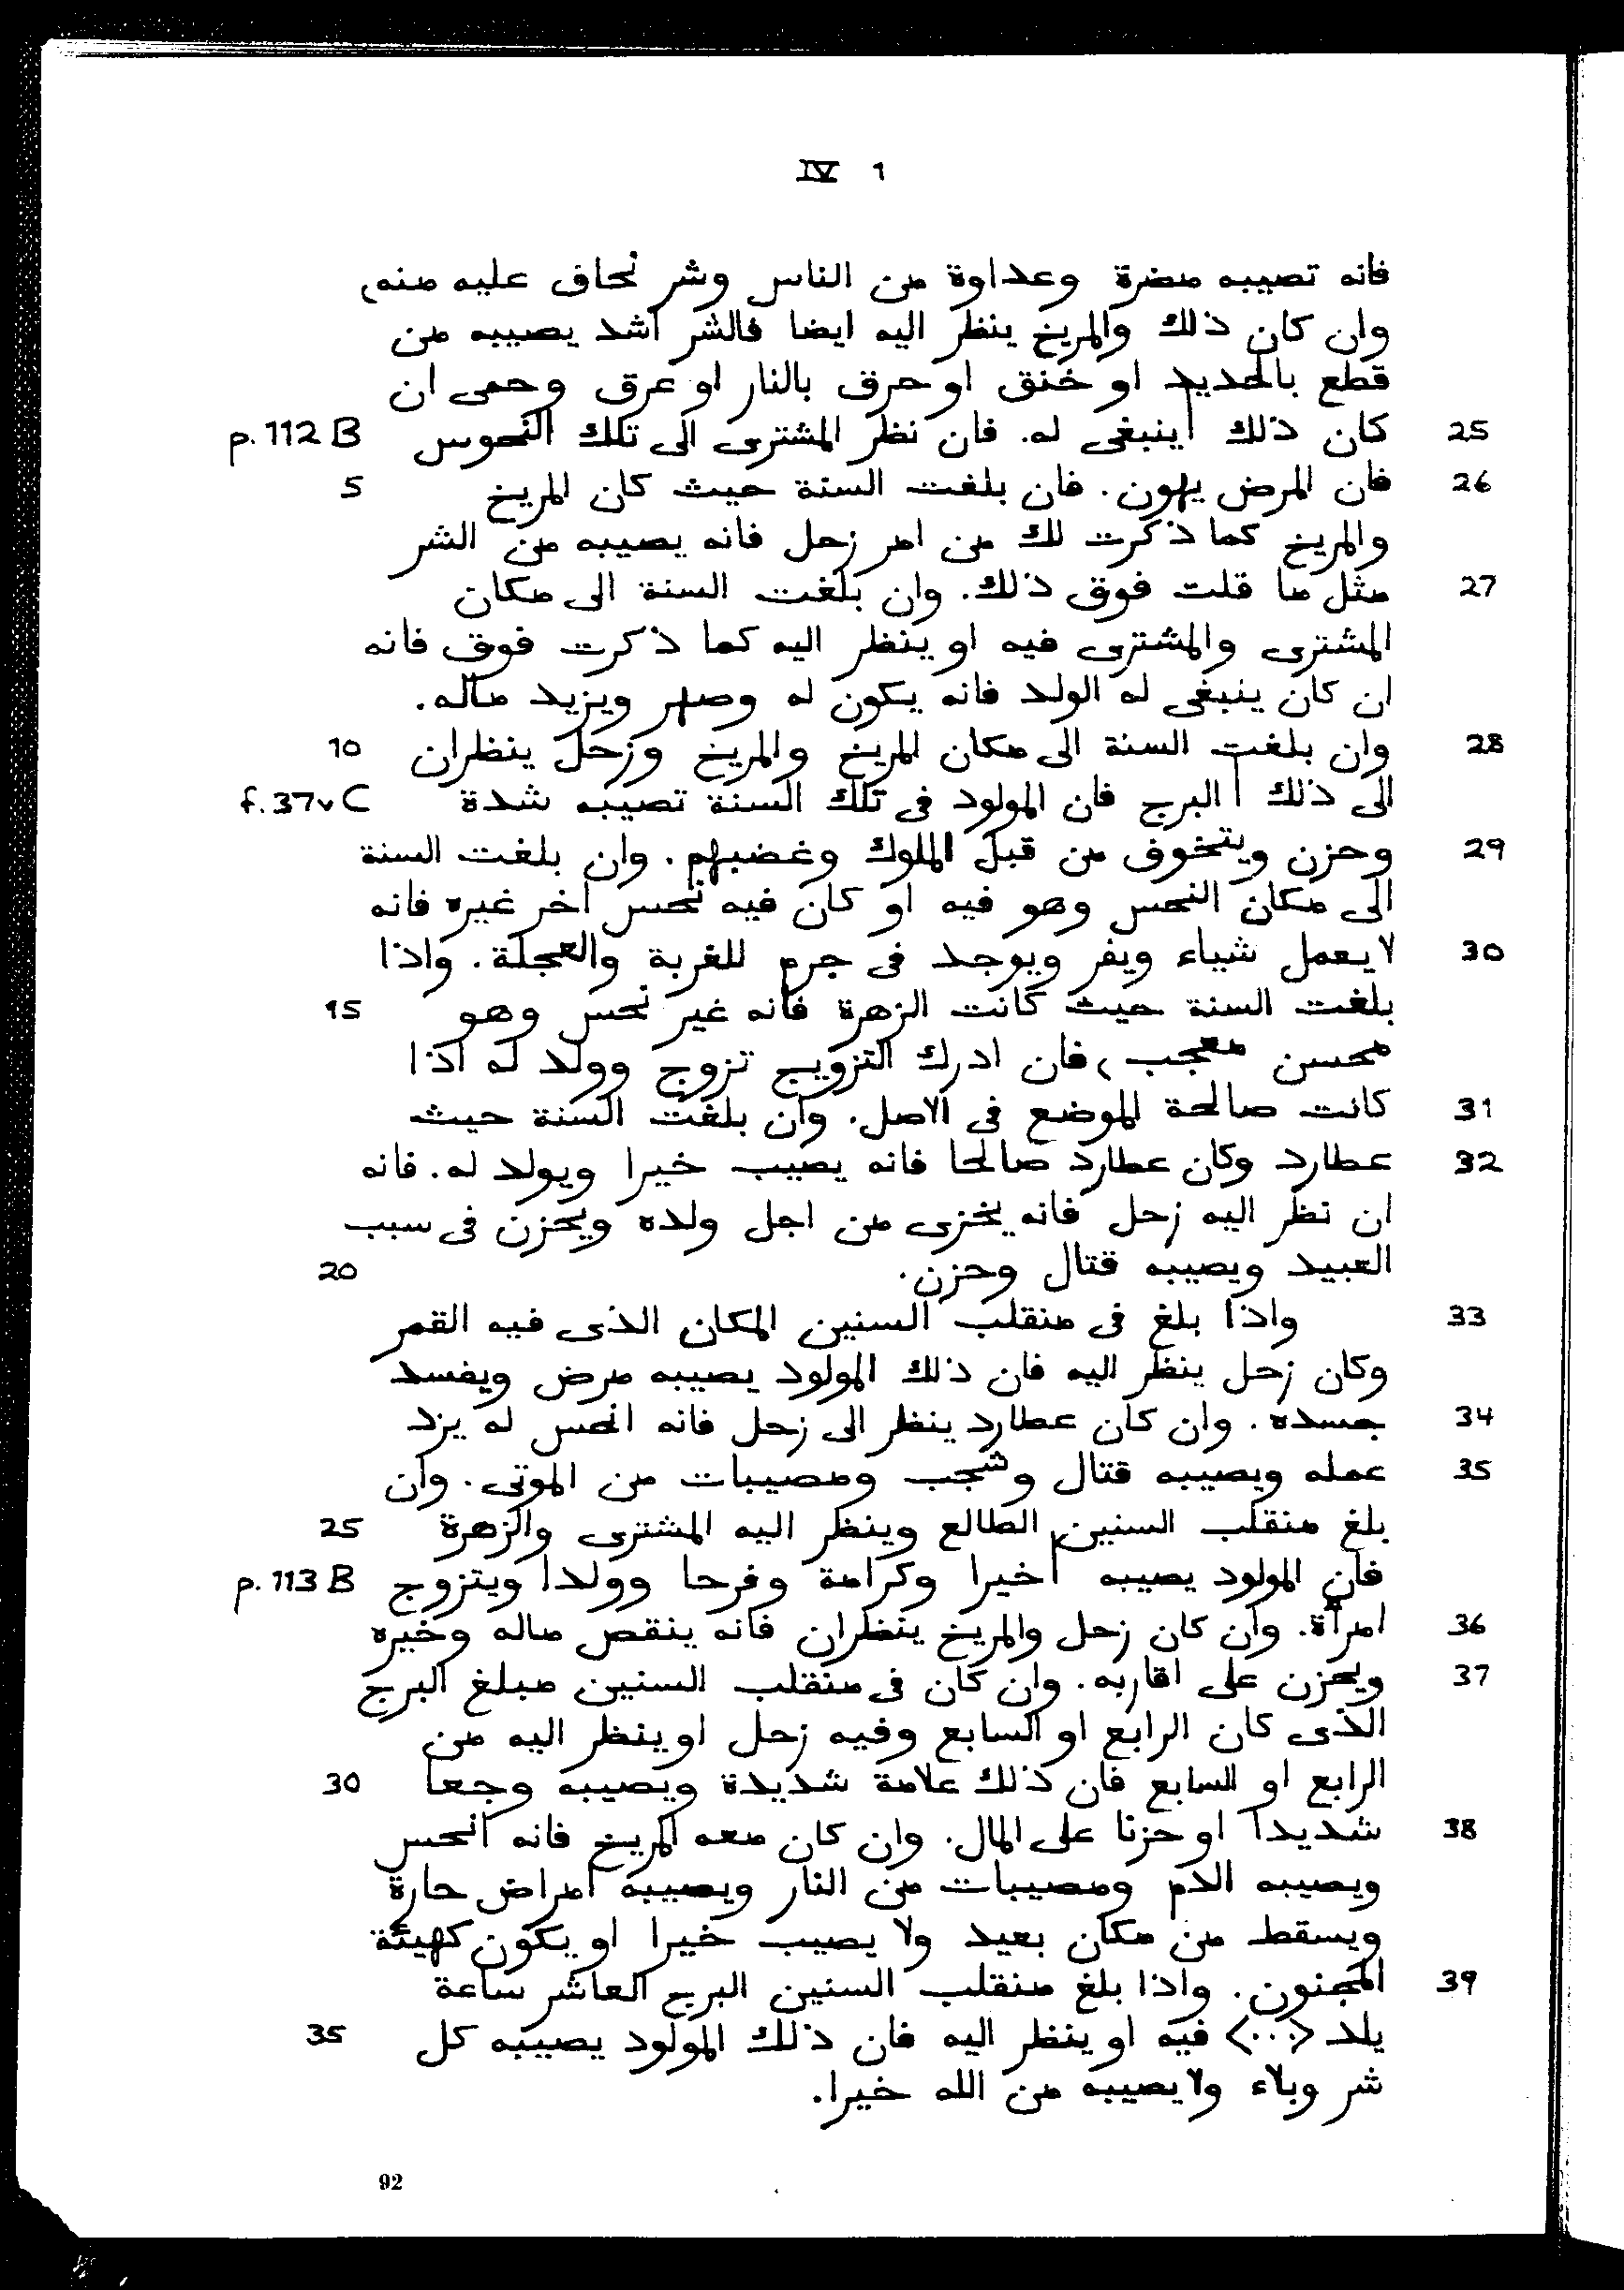 IV 1
فانه تصيبه مضرة وعداوة من الناس وشر نحاف عليه منه،
وان كان ذلك والمريخ ينظر اليه ايضا فالشر اشد يصيبه من
قطع بالحديد او خنق او حرق بالنار او عرق وحمى ان
25 كان ذلك | ينبغى له. فان نظر المشترى الى تلك النحوس p. 112 B
26 فان المرض يهون. فان بلغت السنة حيث كان المريخ 5
والمريخ كما ذكرت لك من امر زحل فانه يصيبه من الشر
27 مثل ما قلت فوق ذلك. وان بلغت السنة الى مكان
المشترى والمشترى فيه او ينظر اليه كما ذكرت فوق فانه
ان كان ينبغى له الولد فانه يكون له وصهر ويزيد ماله.
28 وان بلغت السنة الى مكان المريخ والمريخ وزحل ينظران 10
الى ذلك | البرج فان المولود فى تلك السنة تصيبه شدة f. 37v C
29 وحزن ويتخوف من قبل الملوك وغضبهم. وان بلغت السنة
الى مكان النحس وهو فيه او كان فيه نحس اخر غيره فانه
30 لا يعمل شياء ويفر ويوجد فى جرم للغربة والعجلة. واذا
بلغت السنة حيث كانت الزهرة فانه غير نحس وهو 15
محسن معجب، فان ادرك التزويج تزوج وولد له اذا
31 كانت صالحة الموضع فى الاصل. وان بلغت السنة حيث
32 عطارد وكان عطارد صالحا فانه يصيب خيرا ويولد له. فانه
ان نظر اليه زحل فانه يخزى من اجل ولده ويحزن فى سبب
العبيد ويصيبه قتال وحزن. 20
33 واذا بلغ فى منقلب السنين المكان الذى فيه القمر
وكان زحل ينظر اليه فان ذلك المولود يصيبه مرض ويفسد
34 جسده. وان كان عطارد ينظر الى زحل فانه انحس له يزد
35 عمله ويصيبه قتال وشجب ومصيبات من الموتى. وان
بلغ منقلب السنين الطالع وينظر اليه المشترى والزهرة 25
فان المولود يصيبه | خيرا وكرامة وفرحا وولدا ويتزوج p. 113 B
36 امرأة. وان كان زحل والمريخ ينظران فانه ينقص ماله وخيره
37 ويحزن على اقاربه. وان كان فى منقلب السنين مبلغ البرج
الذى كان الرابع او السابع وفيه زحل او ينظر اليه من
الرابع او السابع فان ذلك علامة شديدة ويصيبه وجعا 30
38 شديدا او حزنا على المال. وان كان معه المريخ فانه انحس
ويصيبه الدم ومصيبات من النار ويصيبه امراض حارة
ويسقط من مكان بعيد ولا يصيب خيرا او يكون كهيئة
39 المجنون. واذا بلغ منقلب السنين البرج العاشر ساعة
يلد <...> فيه او ينظر اليه فان ذلك المولود يصيبه كل 35
شر وبلاء ولا يصيبه من الله خيرا.
92